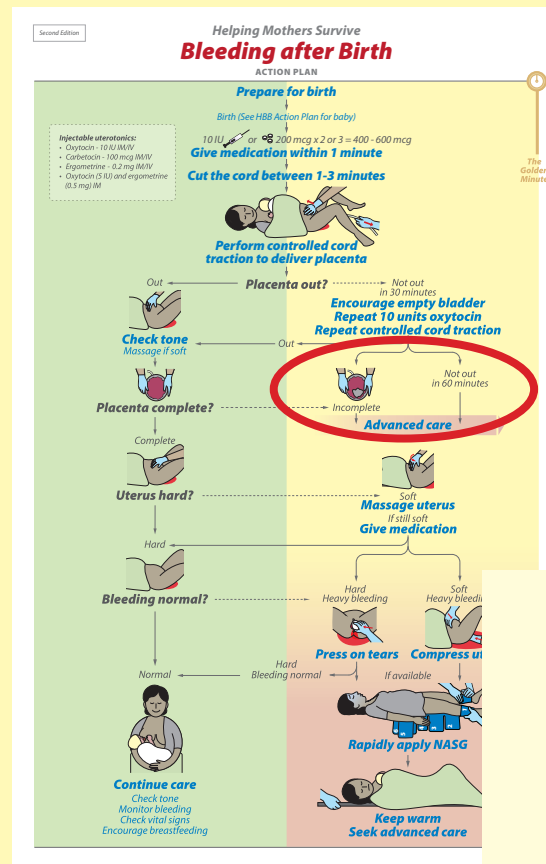 Second Edition
Helping Mothers Survive
Bleeding after Birth
ACTION PLAN
Prepare for birth
Birth (See HBB Action Plan for baby)
Injectable uterotonics:
• Oxytocin - 10 IU IM/IV
• Carbetocin - 100 mcg IM/IV
• Ergometrine - 0.2 mg IM/IV
• Oxytocin (5 IU) and ergometrine
(0.5 mg) IM
10 IU or 200 mcg x 2 or 3 = 400 - 600 mcg
Give medication within 1 minute
Cut the cord between 1-3 minutes
The
Golden
Minute
Perform controlled cord
traction to deliver placenta
Out
Placenta out?
Not out
in 30 minutes
Encourage empty bladder
Repeat 10 units oxytocin
Repeat controlled cord traction
Check tone
Massage if soft
Out
Not out
in 60 minutes
Placenta complete?
Incomplete
Advanced care
Complete
Uterus hard?
Soft
Massage uterus
If still soft
Give medication
Hard
Bleeding normal?
Hard
Heavy bleeding
Soft
Heavy bleedi
Press on tears
Compress ut
Normal
Hard
Bleeding normal
If available
Rapidly apply NASG
Continue care
Check tone
Monitor bleeding
Check vital signs
Encourage breastfeeding
Keep warm
Seek advanced care